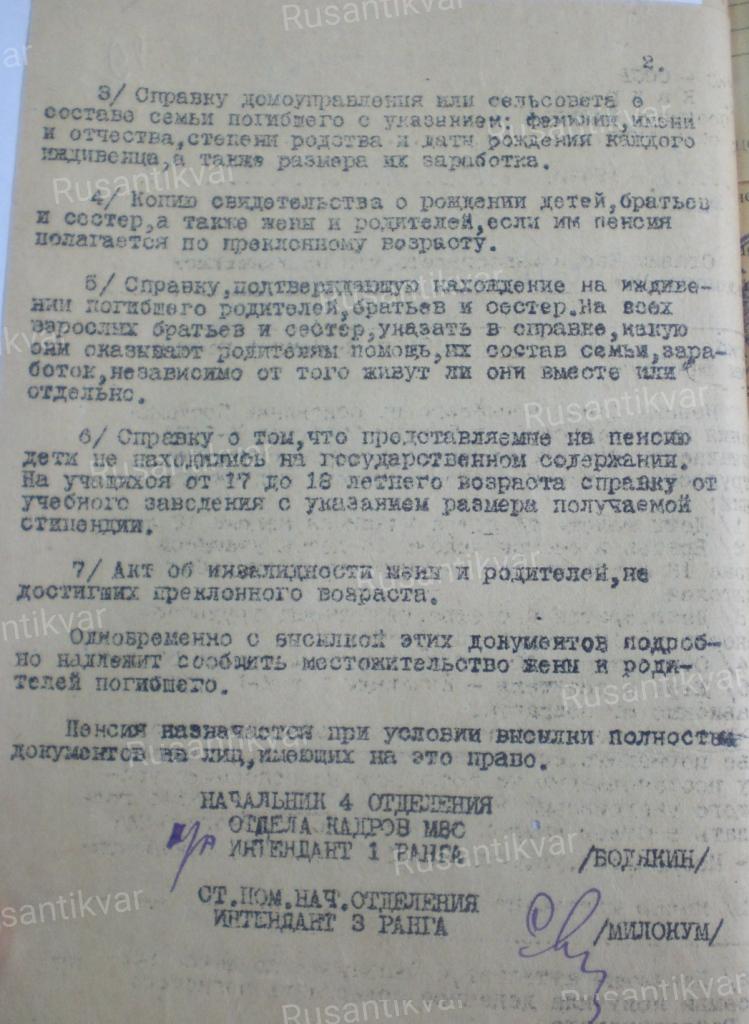 2.
3/ Справку домоуправления или сельсовета о
составе семьи погибшего с указанием: фамилии,имени
и отчества,степени родства и даты рождения каждого
иждивенца,а также размера их заработка.
4/ Копию свидетельства о рождении детей,братьев
и сестер,а также жены и родителей,если им пенсия
полагается по преклонному возрасту.
5/ Справку,подтверждающую нахождение на иждиве-
нии погибшего родителей,братьев и сестер.На всех
взрослых братьев и сестер,указать в справке,какую
они оказывают родителям помощь,их состав семьи,зара-
боток,независимо от того живут ли они вместе или
отдельно.
6/ Справку о том,что представляемые на пенсию
дети не находились на государственном содержании.
На учащихся от 17 до 18 летнего возраста справку от
учебного заведения с указанием размера получаемой
стипендии.
7/ Акт об инвалидности жены и родителей,не
достигших преклонного возраста.
Одновременно с высылкой этих документов подроб-
но надлежит сообщить местожительство жены и роди-
телей погибшего.
Пенсия назначается при условии высылки полностью
документов на лиц,имеющих на это право.
НАЧАЛЬНИК 4 ОТДЕЛЕНИЯ
ОТДЕЛА КАДРОВ МВС
п/п ИНТЕНДАНТ 1 РАНГА /БОДЯКИН/
СТ.ПОМ.НАЧ.ОТДЕЛЕНИЯ
ИНТЕНДАНТ 3 РАНГА /МИЛОКУМ/
Rusantikvar